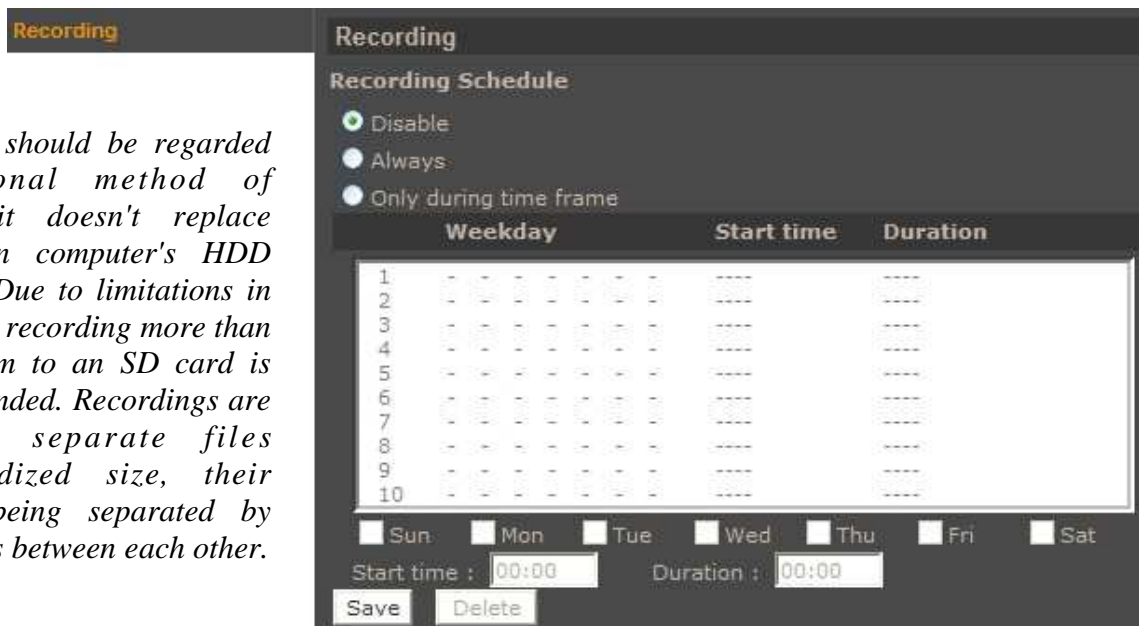 Recording
should be regarded
onal method of
it doesn't replace
n computer's HDD
Due to limitations in
recording more than
m to an SD card is
nded. Recordings are
separate files
dized size, their
being separated by
s between each other.
Recording
Recording Schedule
Disable
Always
Only during time frame
Weekday Start time Duration
1 - - - - - - - ---- ----
2 - - - - - - - ---- ----
3 - - - - - - - ---- ----
4 - - - - - - - ---- ----
5 - - - - - - - ---- ----
6 - - - - - - - ---- ----
7 - - - - - - - ---- ----
8 - - - - - - - ---- ----
9 - - - - - - - ---- ----
10 - - - - - - - ---- ----
Sun Mon Tue Wed Thu Fri Sat
Start time : 00:00 Duration : 00:00
Save Delete